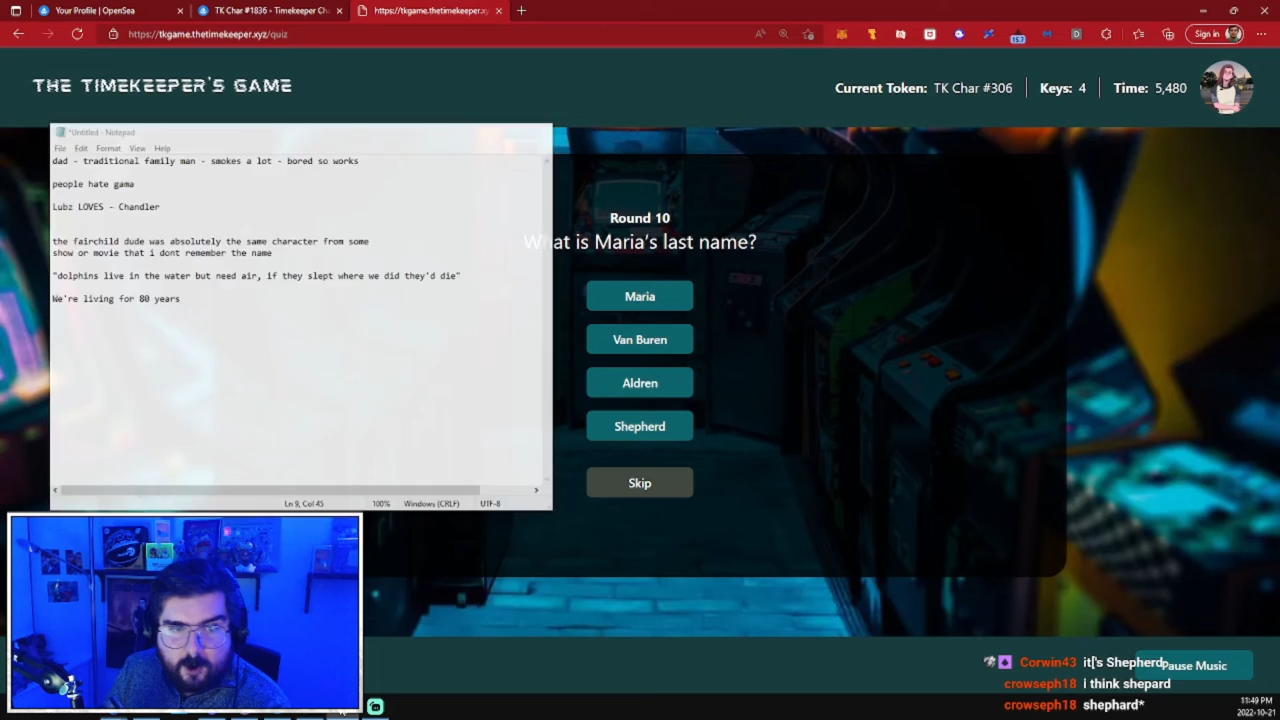 Your Profile | OpenSea
TK Char #1836 - Timekeeper Ch
https://tkgame.thetimekeeper.xy
https://tkgame.thetimekeeper.xyz/quiz
15.7
Sign in
THE TIMEKEEPER'S GAME
Current Token: TK Char #306
Keys: 4
Time: 5,480
*Untitled - Notepad
File Edit Format View Help
dad - traditional family man - smokes a lot - bored so works
people hate gama
Lubz LOVES - Chandler
the fairchild dude was absolutely the same character from some
show or movie that i dont remember the name
"dolphins live in the water but need air, if they slept where we did they'd die"
We're living for 80 years
Ln 9, Col 45
100%
Windows (CRLF)
UTF-8
Round 10
What is Maria's last name?
Maria
Van Buren
Aldren
Shepherd
Skip
Pause Music
Corwin43 it['s Shepherd
crowseph18 i think shepard
crowseph18 shephard*
11:49 PM
2022-10-21